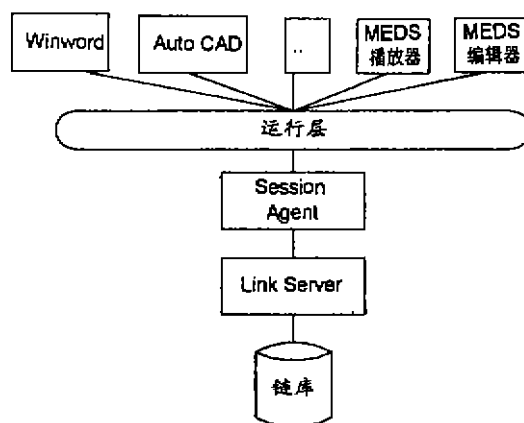 Winword
Auto CAD
..
MEDS
播放器
MEDS
编辑器
运行层
Session
Agent
Link Server
链库